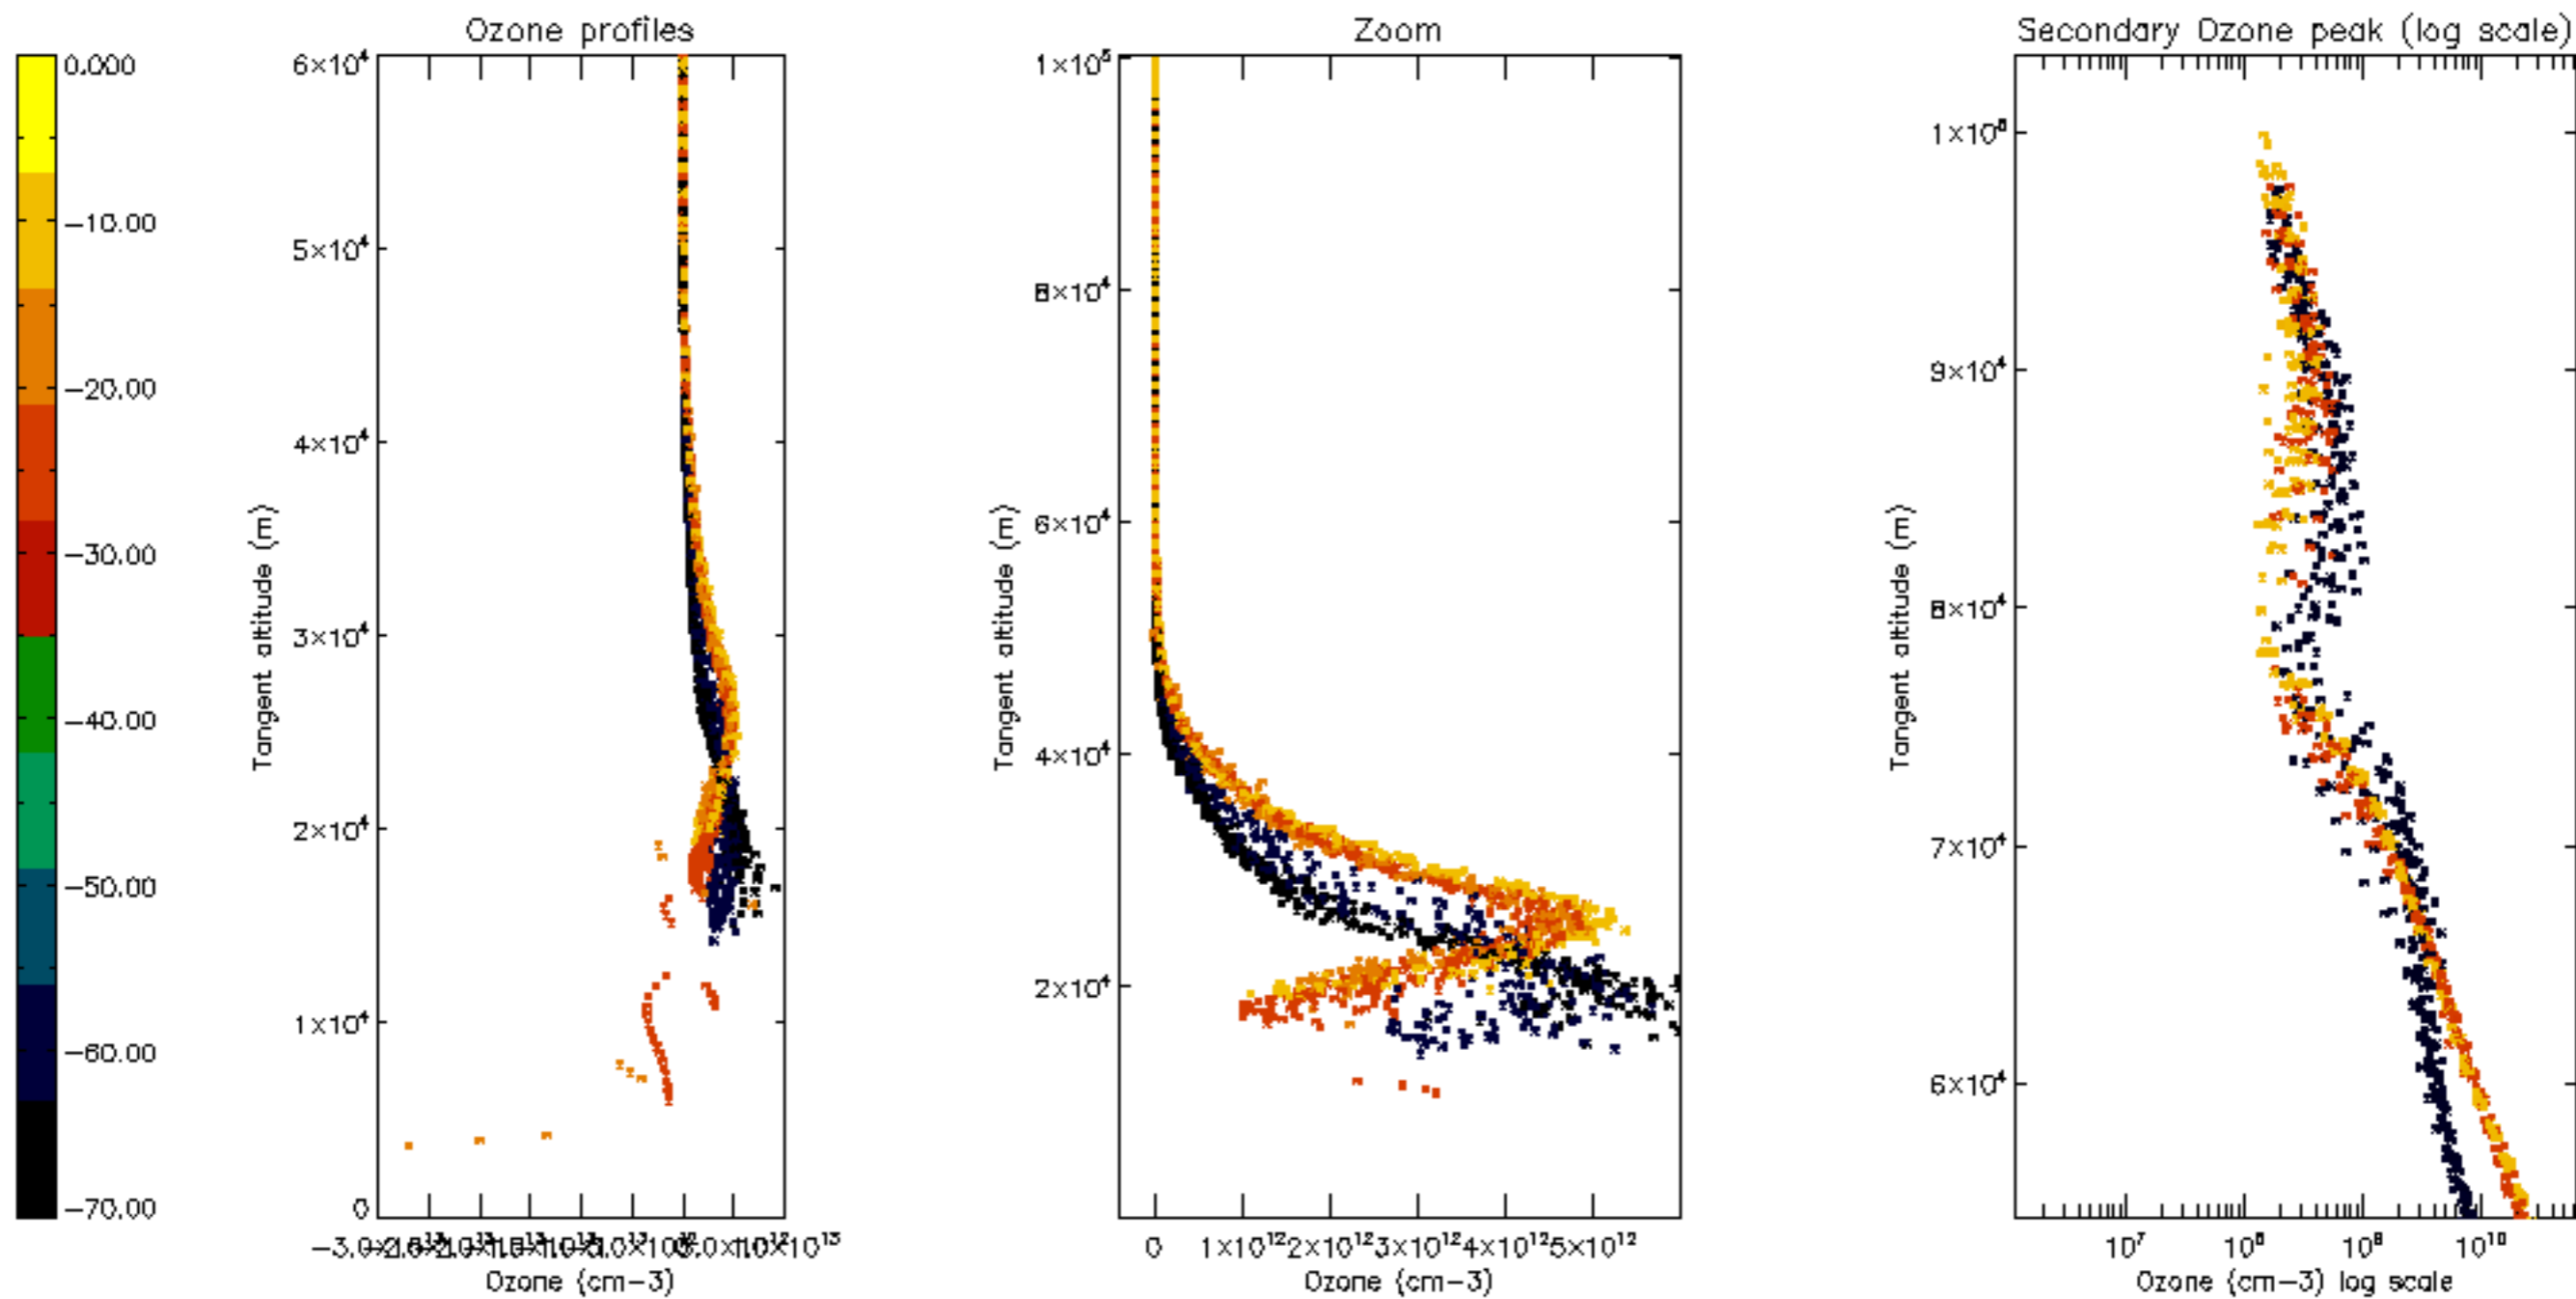 Ozone profiles
Zoom
Secondary Ozone peak (log scale)
0.000
-10.00
-20.00
-30.00
-40.00
-50.00
-60.00
-70.00
6×10⁴
5×10⁴
4×10⁴
3×10⁴
2×10⁴
1×10⁴
0
Tangent altitude (m)
Ozone (cm-3)
1×10⁵
8×10⁴
6×10⁴
4×10⁴
2×10⁴
Tangent altitude (m)
0 1×10¹² 2×10¹² 3×10¹² 4×10¹² 5×10¹²
Ozone (cm-3)
9×10⁴
8×10⁴
7×10⁴
6×10⁴
Tangent altitude (m)
10⁷ 10⁸ 10⁹ 10¹⁰
Ozone (cm-3) log scale